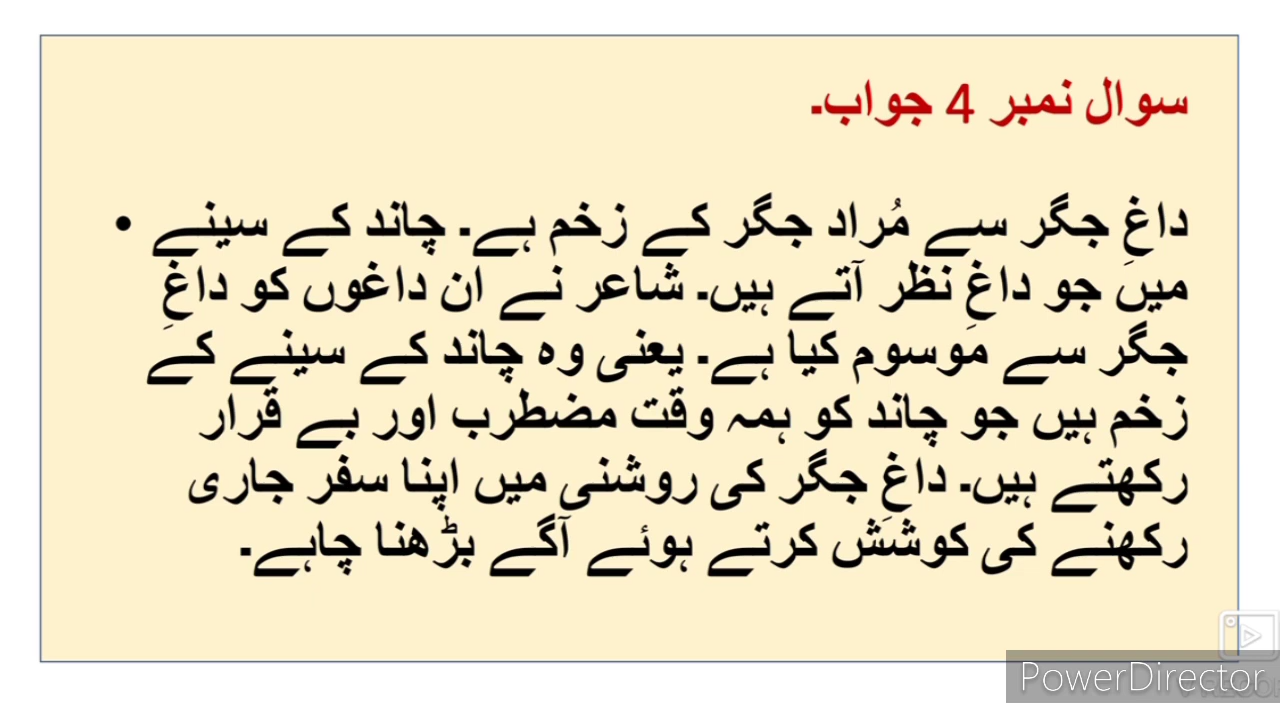 سوال نمبر 4 جواب۔
• داغِ جگر سے مُراد جگر کے زخم ہے۔ چاند کے سینے
میں جو داغ نظر آتے ہیں۔ شاعر نے ان داغوں کو داغِ
جگر سے مَوسوم کیا ہے۔ یعنی وہ چاند کے سینے کے
زخم ہیں جو چاند کو ہمہ وقت مضطرب اور بے قرار
رکھتے ہیں۔ داغِ جگر کی روشنی میں اپنا سفر جاری
رکھنے کی کوشش کرتے ہوئے آگے بڑھنا چاہے۔
PowerDirector